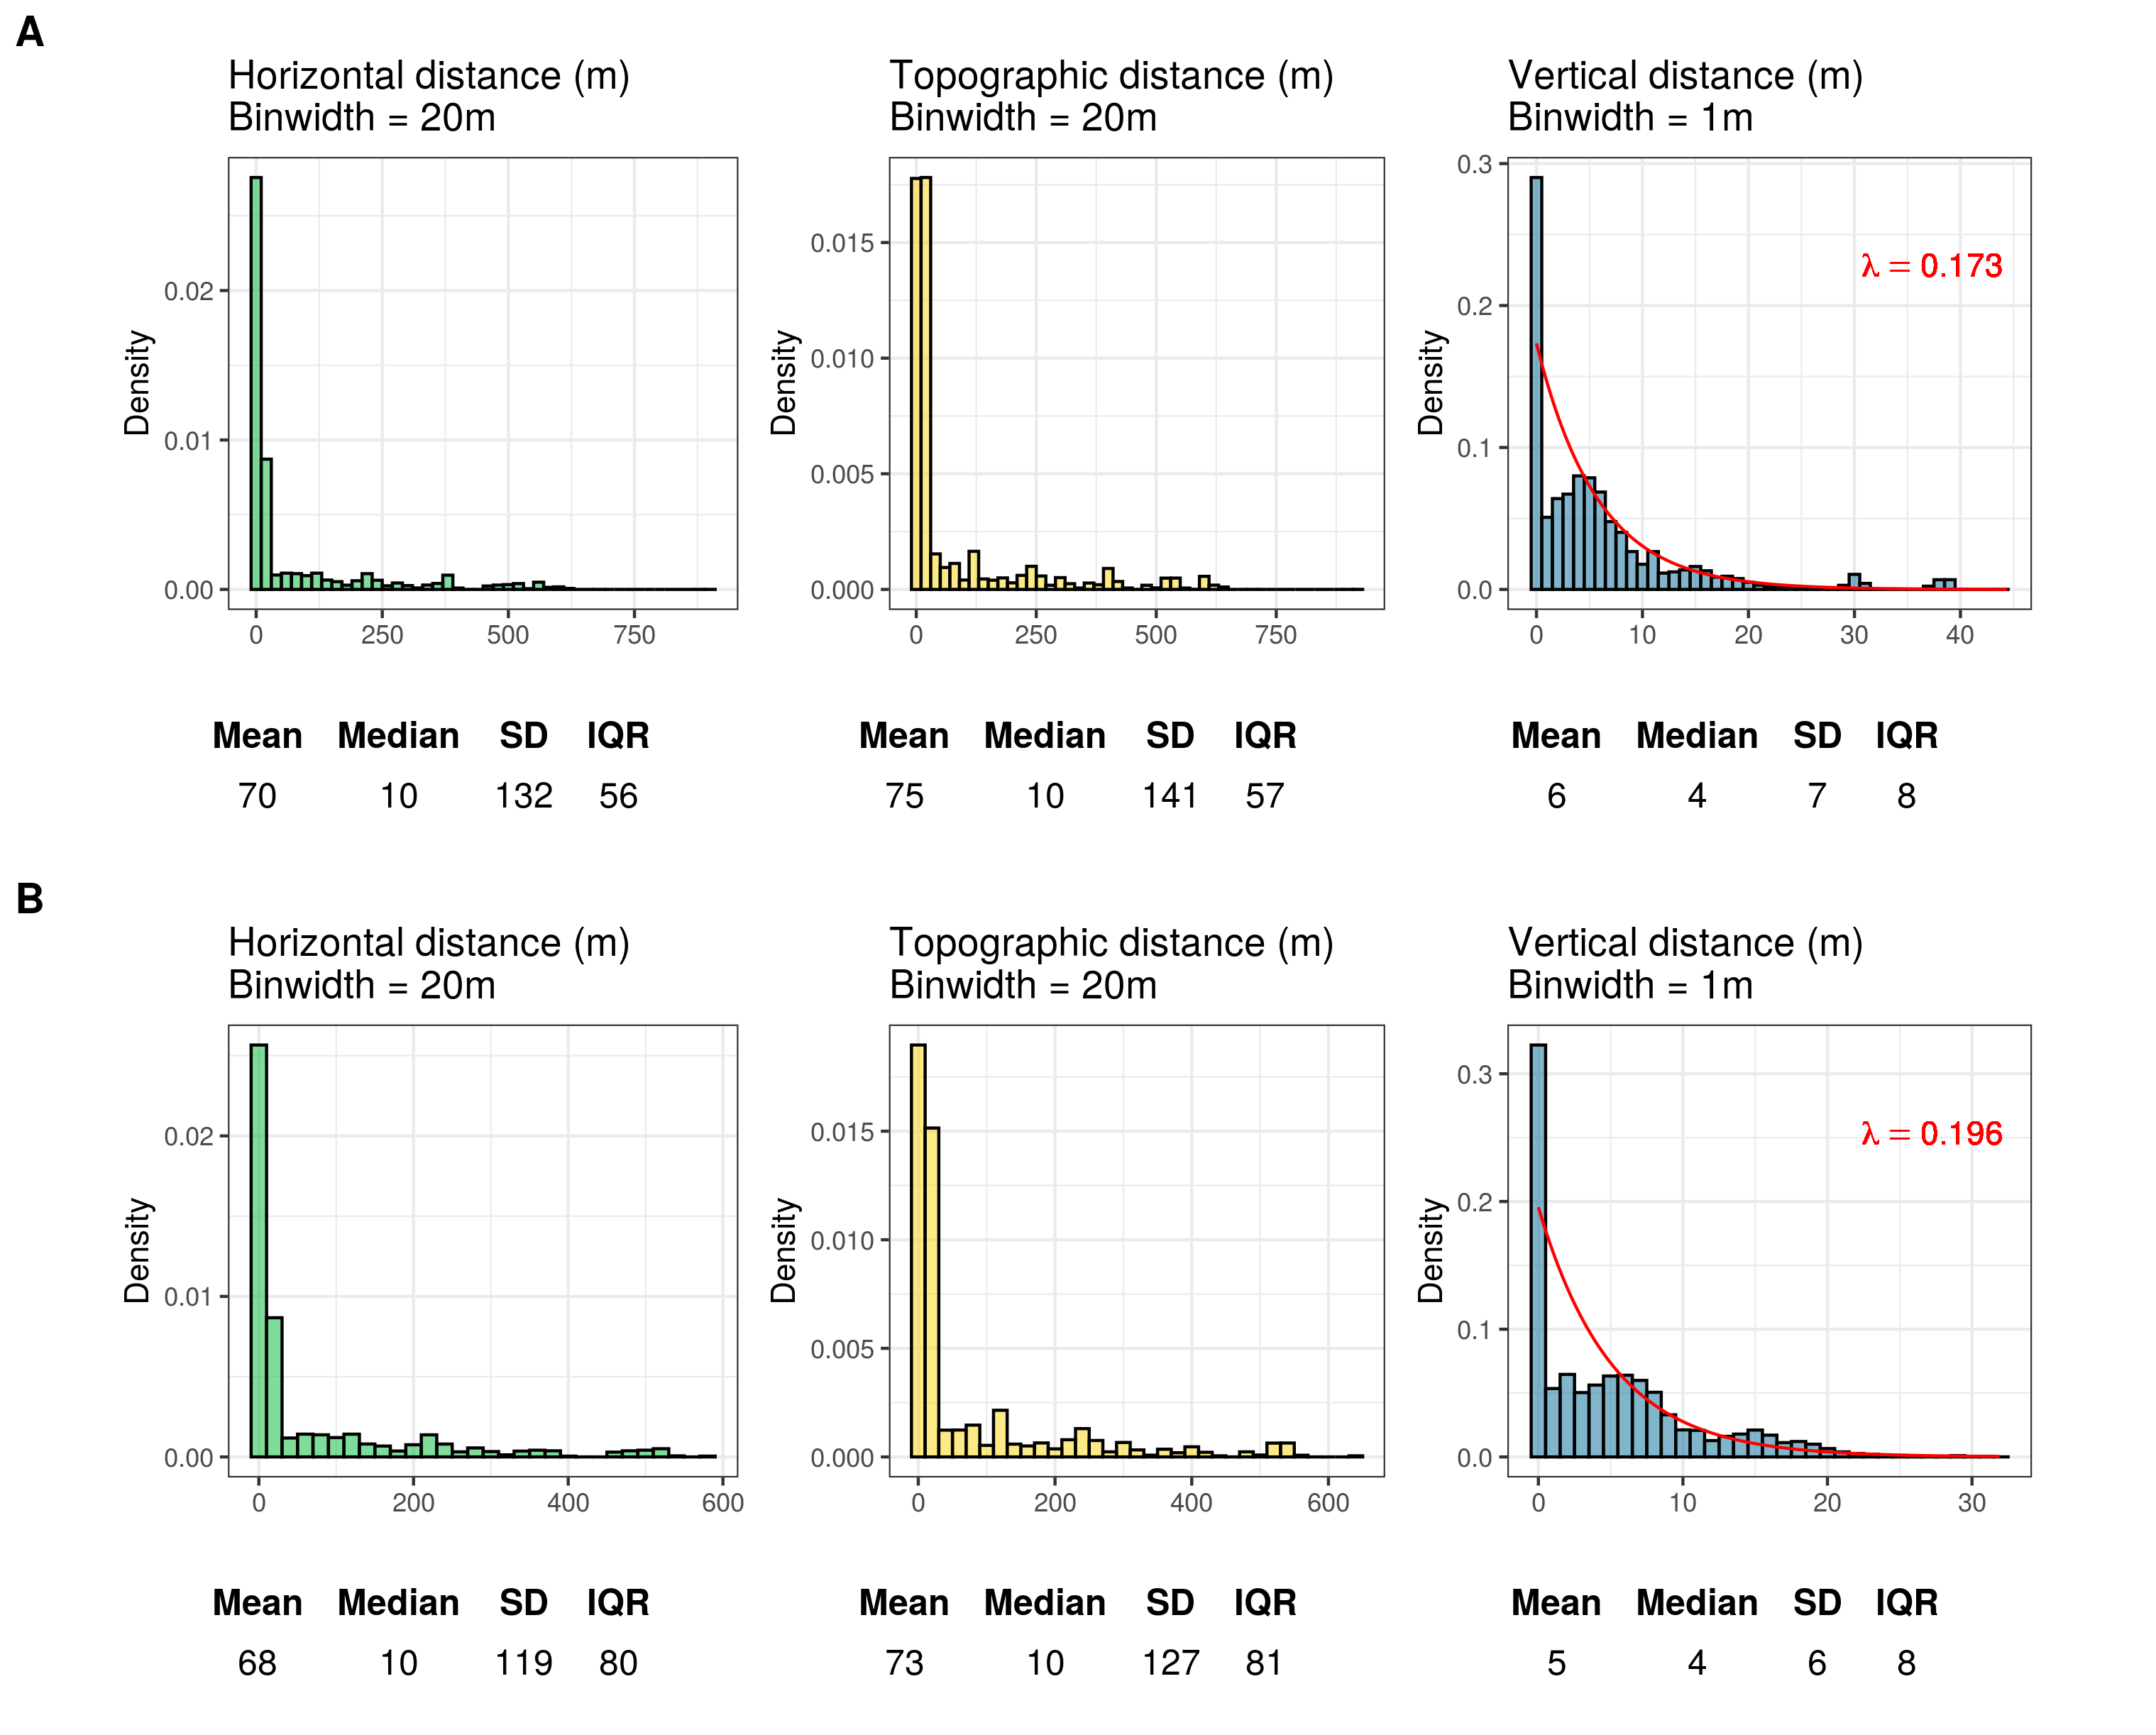 A
Horizontal distance (m)
Binwidth = 20m
Density
0.02
0.01
0.00
0 250 500 750
Mean Median SD IQR
70 10 132 56
Topographic distance (m)
Binwidth = 20m
Density
0.015
0.010
0.005
0.000
0 250 500 750
Mean Median SD IQR
75 10 141 57
Vertical distance (m)
Binwidth = 1m
Density
0.3
0.2
0.1
0.0
λ = 0.173
0 10 20 30 40
Mean Median SD IQR
6 4 7 8
B
Horizontal distance (m)
Binwidth = 20m
Density
0.02
0.01
0.00
0 200 400 600
Mean Median SD IQR
68 10 119 80
Topographic distance (m)
Binwidth = 20m
Density
0.015
0.010
0.005
0.000
0 200 400 600
Mean Median SD IQR
73 10 127 81
Vertical distance (m)
Binwidth = 1m
Density
0.3
0.2
0.1
0.0
λ = 0.196
0 10 20 30
Mean Median SD IQR
5 4 6 8